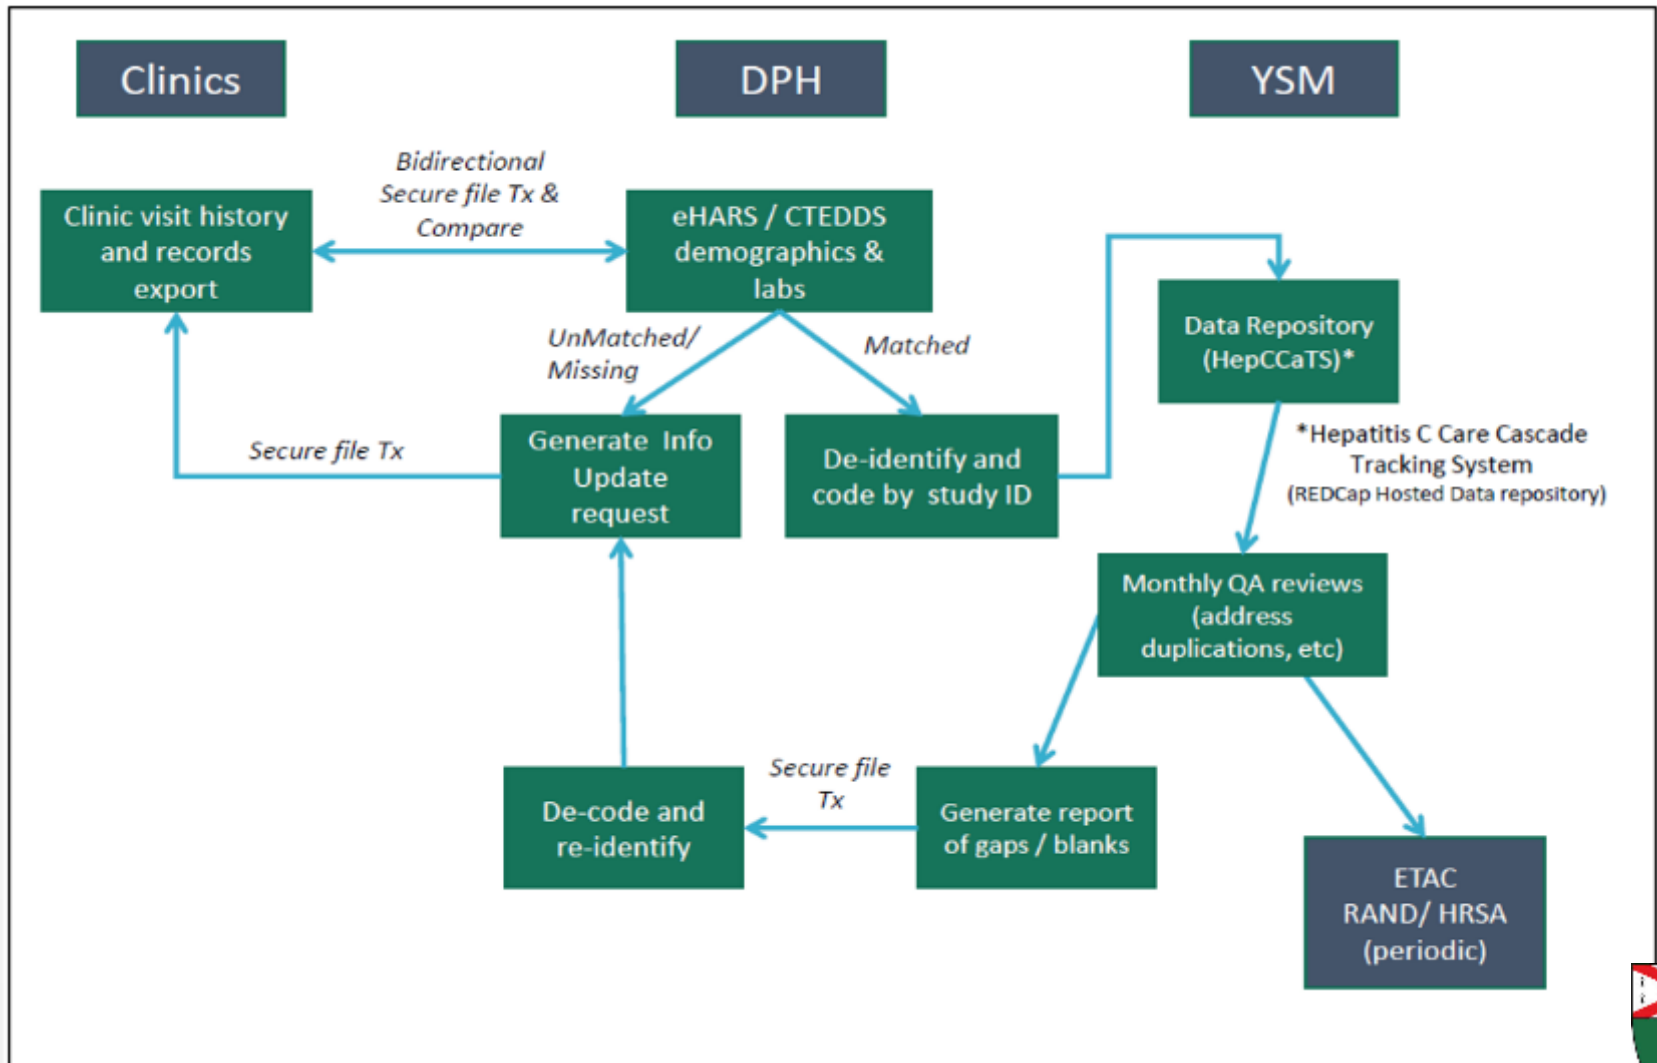 Clinics
DPH
YSM
Bidirectional
Secure file Tx &
Compare
Clinic visit history
and records
export
eHARS / CTEDDS
demographics &
labs
Data Repository
(HepCCaTS)*
UnMatched/
Missing
Matched
Secure file Tx
Generate Info
Update
request
De-identify and
code by study ID
*Hepatitis C Care Cascade
Tracking System
(REDCap Hosted Data repository)
Monthly QA reviews
(address
duplications, etc)
De-code and
re-identify
Secure file
Tx
Generate report
of gaps / blanks
ETAC
RAND/ HRSA
(periodic)